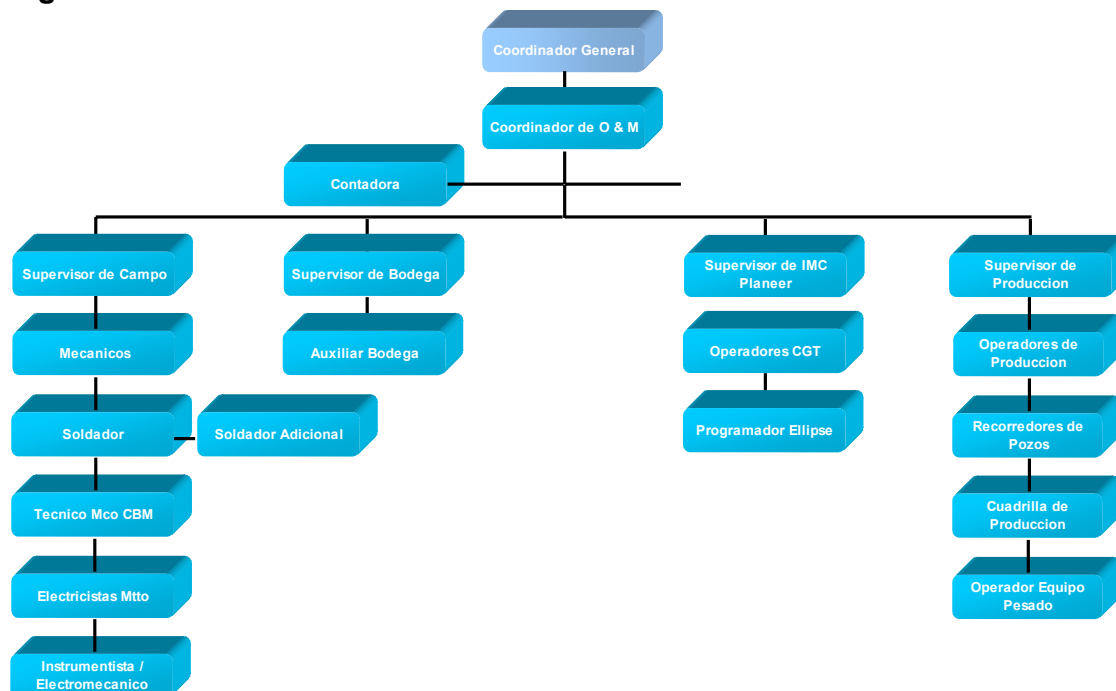 Coordinador General
Coordinador de O & M
Contadora
Supervisor de Campo
Supervisor de Bodega
Supervisor de IMC
Planeer
Supervisor de
Produccion
Mecanicos
Auxiliar Bodega
Operadores CGT
Operadores de
Produccion
Soldador
Soldador Adicional
Programador Ellipse
Recorredores de
Pozos
Tecnico Mco CBM
Cuadrilla de
Produccion
Electricistas Mtto
Operador Equipo
Pesado
Instrumentista /
Electromecanico